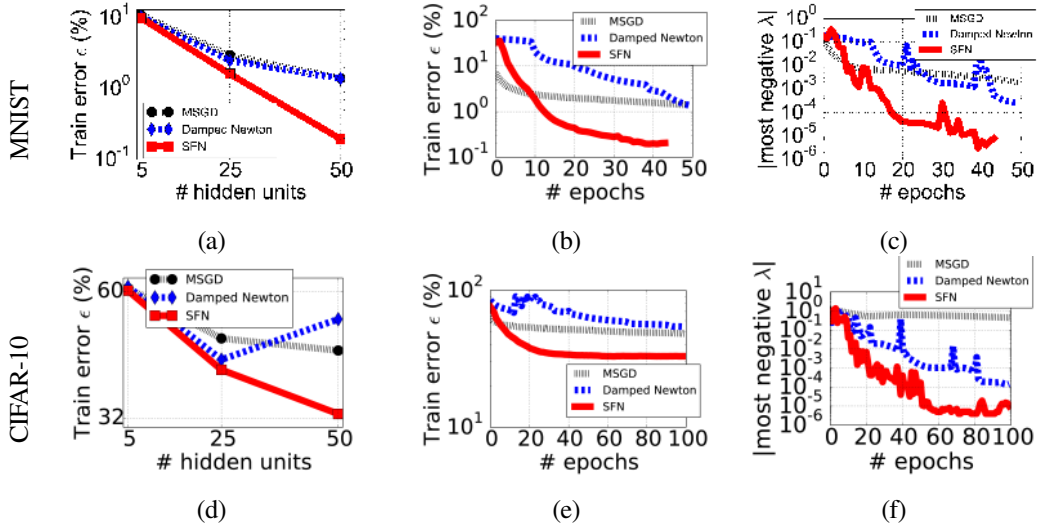 MNIST
Train error ϵ (%)
10^1
10^0
10^-1
MSGD
Damped Newton
SFN
5 25 50
# hidden units
(a)
Train error ϵ (%)
10^2
10^1
10^0
10^-1
MSGD
Damped Newton
SFN
0 10 20 30 40 50
# epochs
(b)
|most negative λ|
10^0
10^-1
10^-2
10^-3
10^-4
10^-5
10^-6
MSGD
Damped Newton
SFN
0 10 20 30 40 50
# epochs
(c)
CIFAR-10
Train error ϵ (%)
60
32
MSGD
Damped Newton
SFN
5 25 50
# hidden units
(d)
Train error ϵ (%)
10^2
10^1
MSGD
Damped Newton
SFN
0 20 40 60 80 100
# epochs
(e)
|most negative λ|
10^1
10^0
10^-1
10^-2
10^-3
10^-4
10^-5
10^-6
MSGD
Damped Newton
SFN
0 20 40 60 80 100
# epochs
(f)